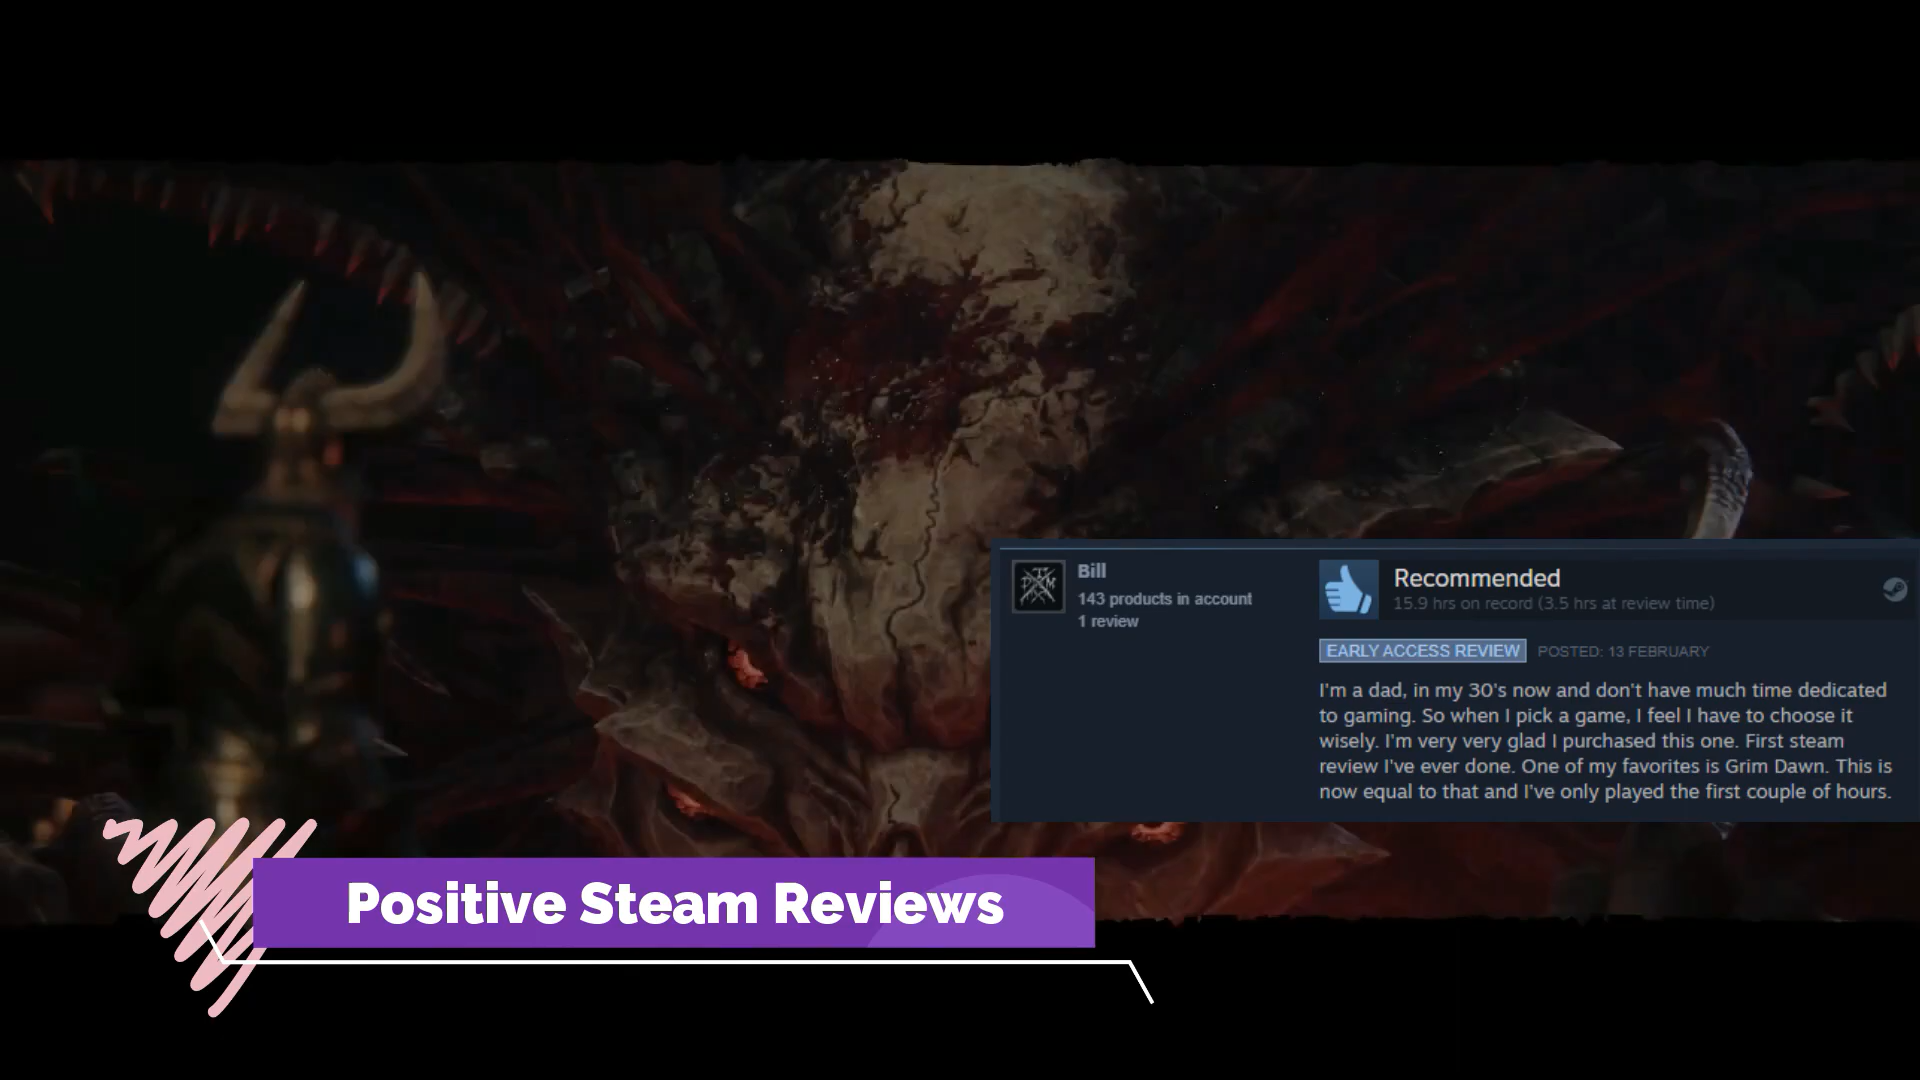 Bill
143 products in account
1 review
Recommended
15.9 hrs on record (3.5 hrs at review time)
EARLY ACCESS REVIEW POSTED: 13 FEBRUARY
I'm a dad, in my 30's now and don't have much time dedicated
to gaming. So when I pick a game, I feel I have to choose it
wisely. I'm very very glad I purchased this one. First steam
review I've ever done. One of my favorites is Grim Dawn. This is
now equal to that and I've only played the first couple of hours.
Positive Steam Reviews